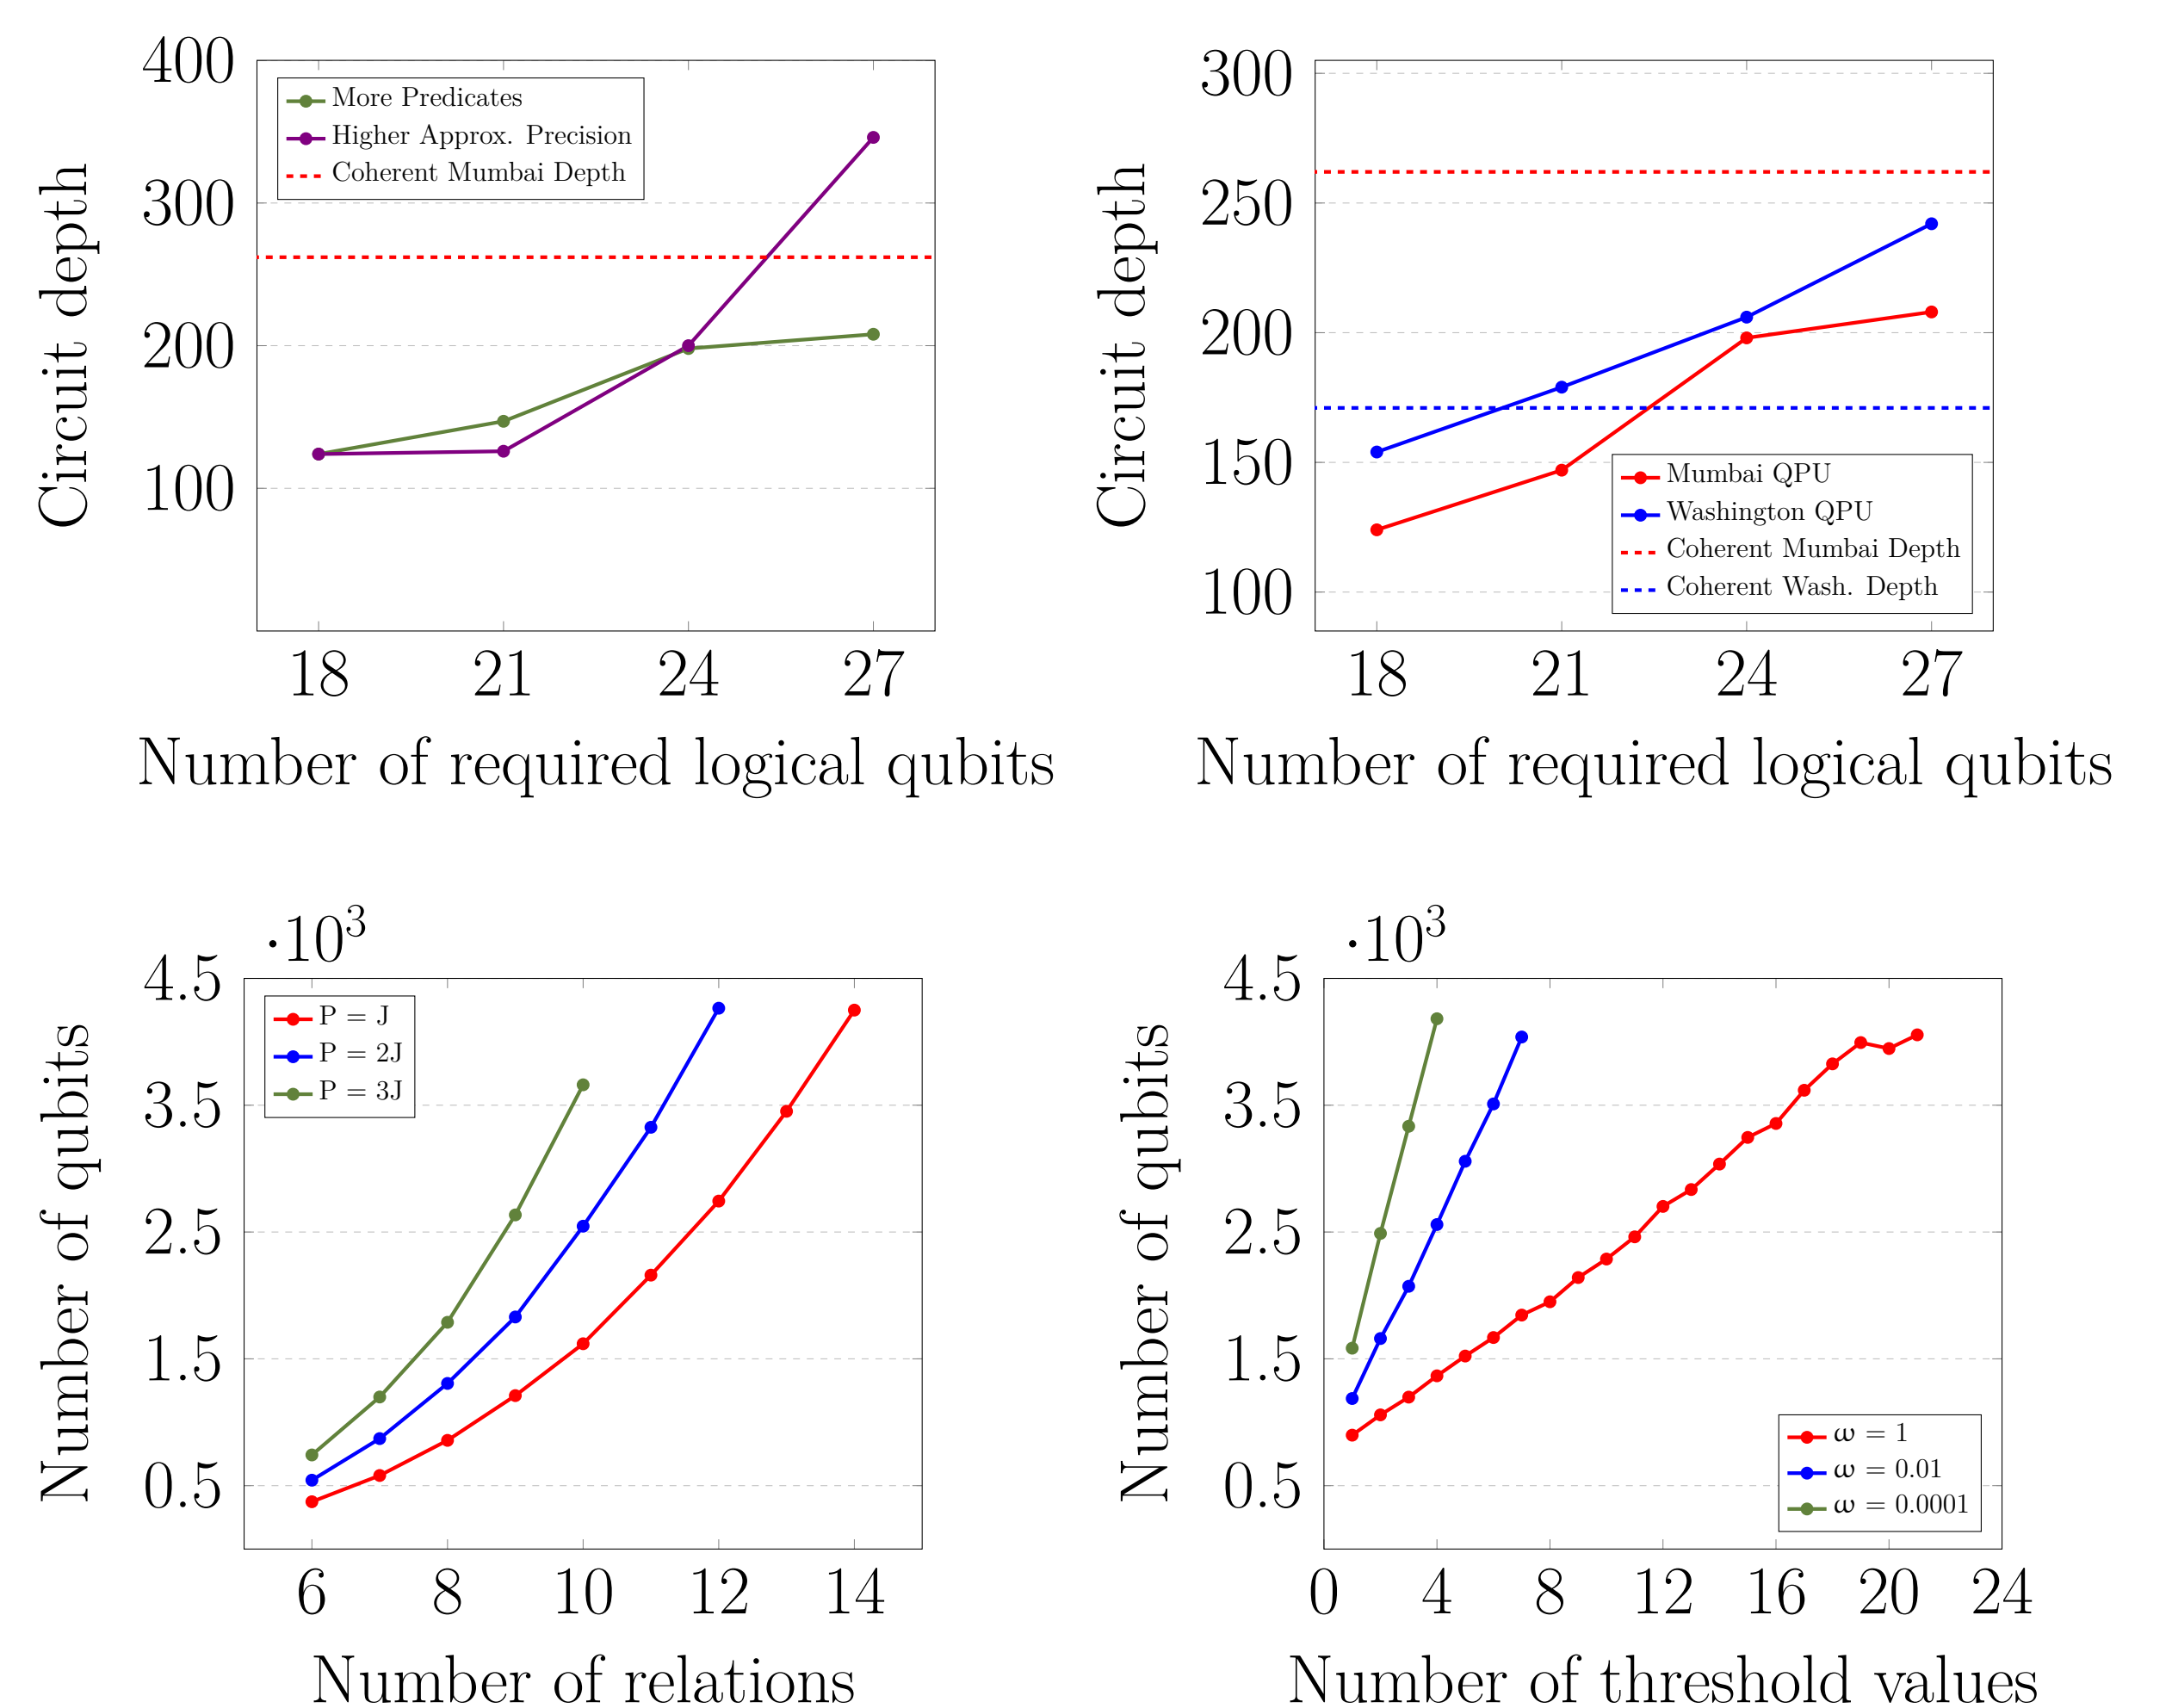 400
300
200
100
Circuit depth
More Predicates
Higher Approx. Precision
Coherent Mumbai Depth
18 21 24 27
Number of required logical qubits
300
250
200
150
100
Circuit depth
Mumbai QPU
Washington QPU
Coherent Mumbai Depth
Coherent Wash. Depth
18 21 24 27
Number of required logical qubits
·10³
4.5
3.5
2.5
1.5
0.5
Number of qubits
P = J
P = 2J
P = 3J
6 8 10 12 14
Number of relations
·10³
4.5
3.5
2.5
1.5
0.5
Number of qubits
ω = 1
ω = 0.01
ω = 0.0001
0 4 8 12 16 20 24
Number of threshold values